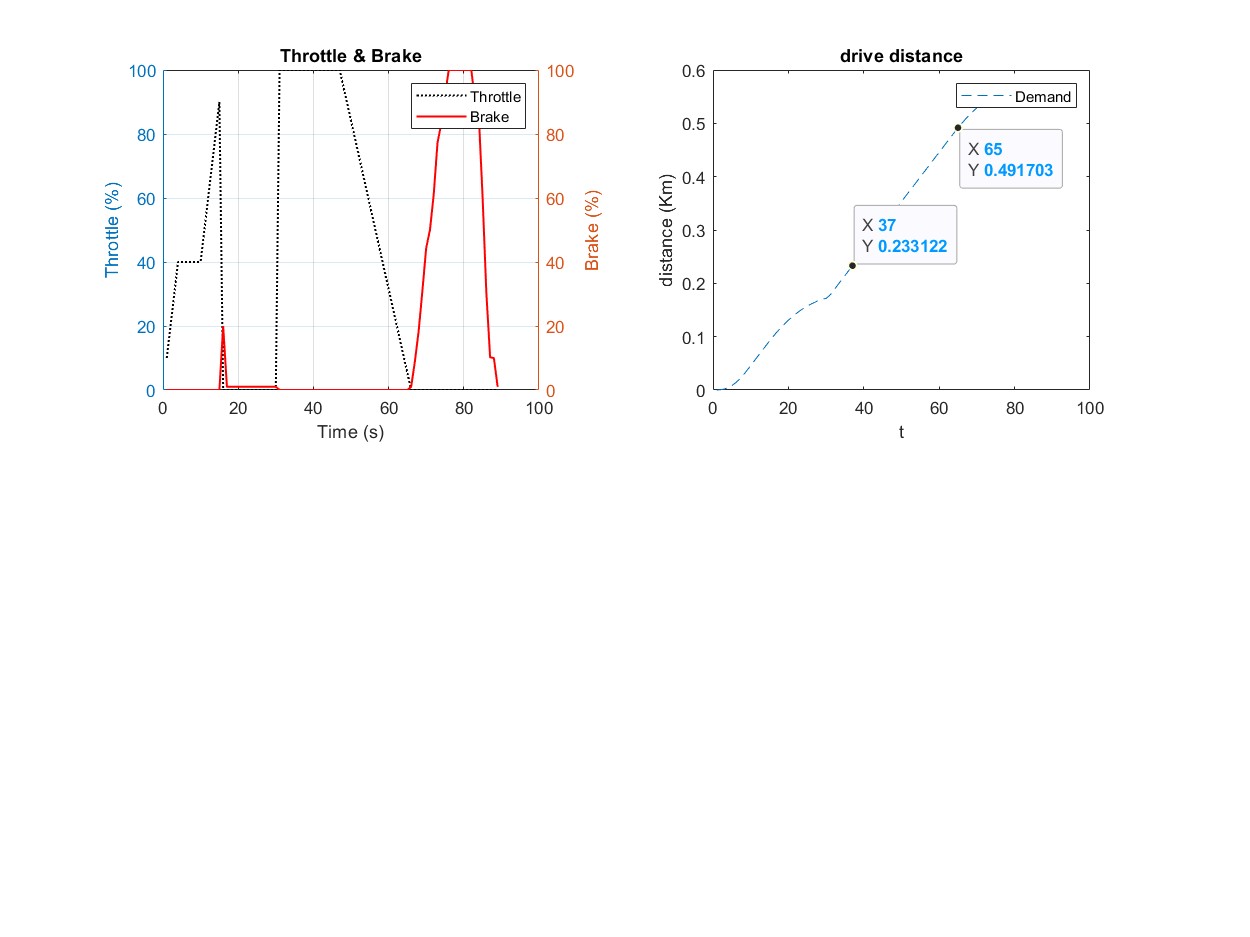 Throttle & Brake
100
80
60
40
20
0
Throttle (%)
0 20 40 60 80 100
Time (s)
100
80
60
40
20
0
Brake (%)
Throttle
Brake
drive distance
0.6
0.5
0.4
0.3
0.2
0.1
0
distance (Km)
0 20 40 60 80 100
t
Demand
X 65
Y 0.491703
X 37
Y 0.233122